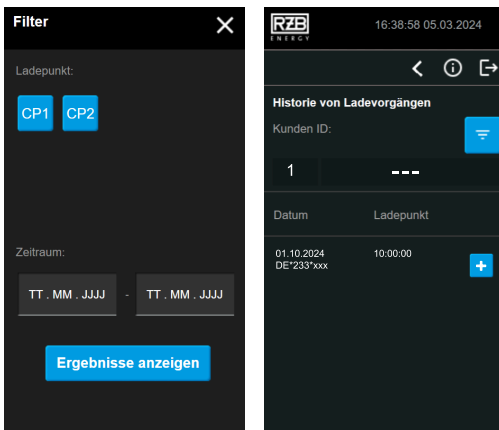 Filter
Ladepunkt:
CP1 CP2
Zeitraum:
TT . MM . JJJJ - TT . MM . JJJJ
Ergebnisse anzeigen
RZB
ENERGY
16:38:58 05.03.2024
Historie von Ladevorgängen
Kunden ID:
1 ---
Datum Ladepunkt
01.10.2024 10:00:00
DE*233*xxx